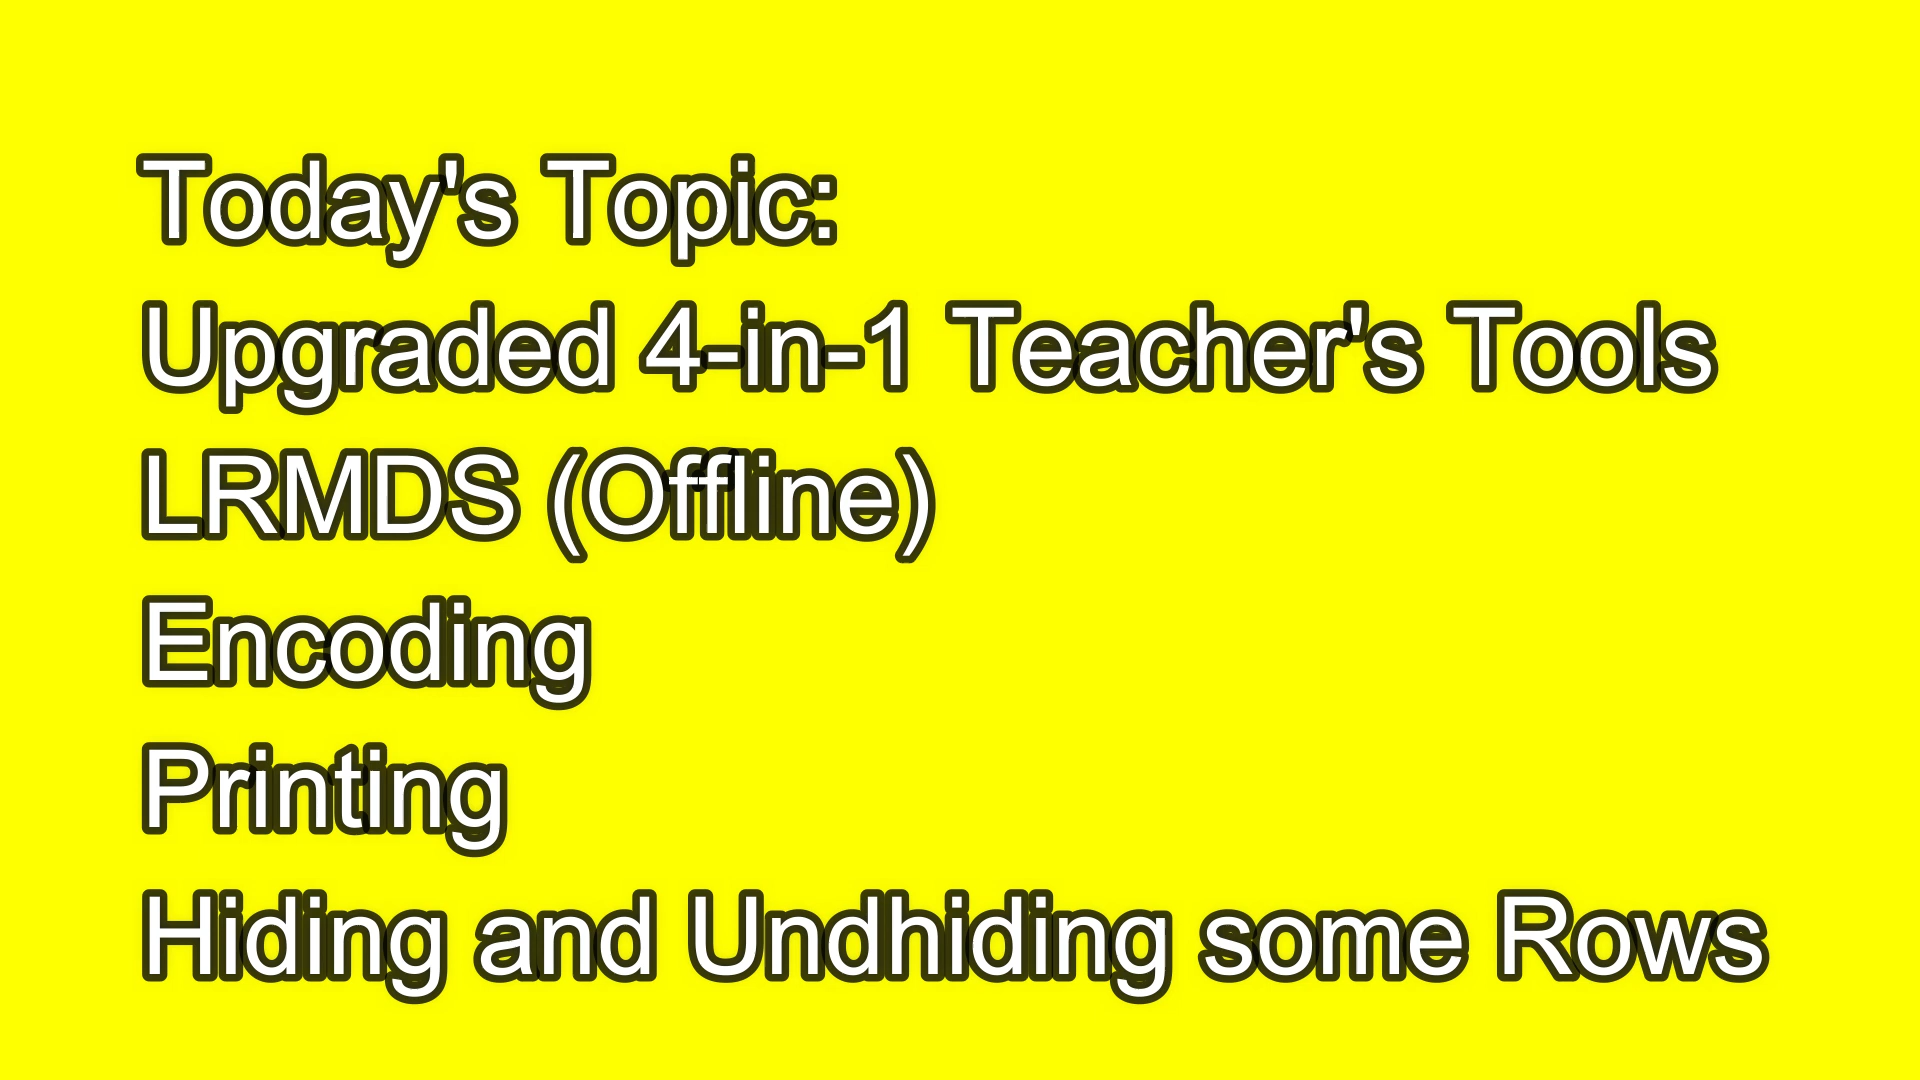 Today's Topic:
Upgraded 4-in-1 Teacher's Tools
LRMDS (Offline)
Encoding
Printing
Hiding and Undhiding some Rows